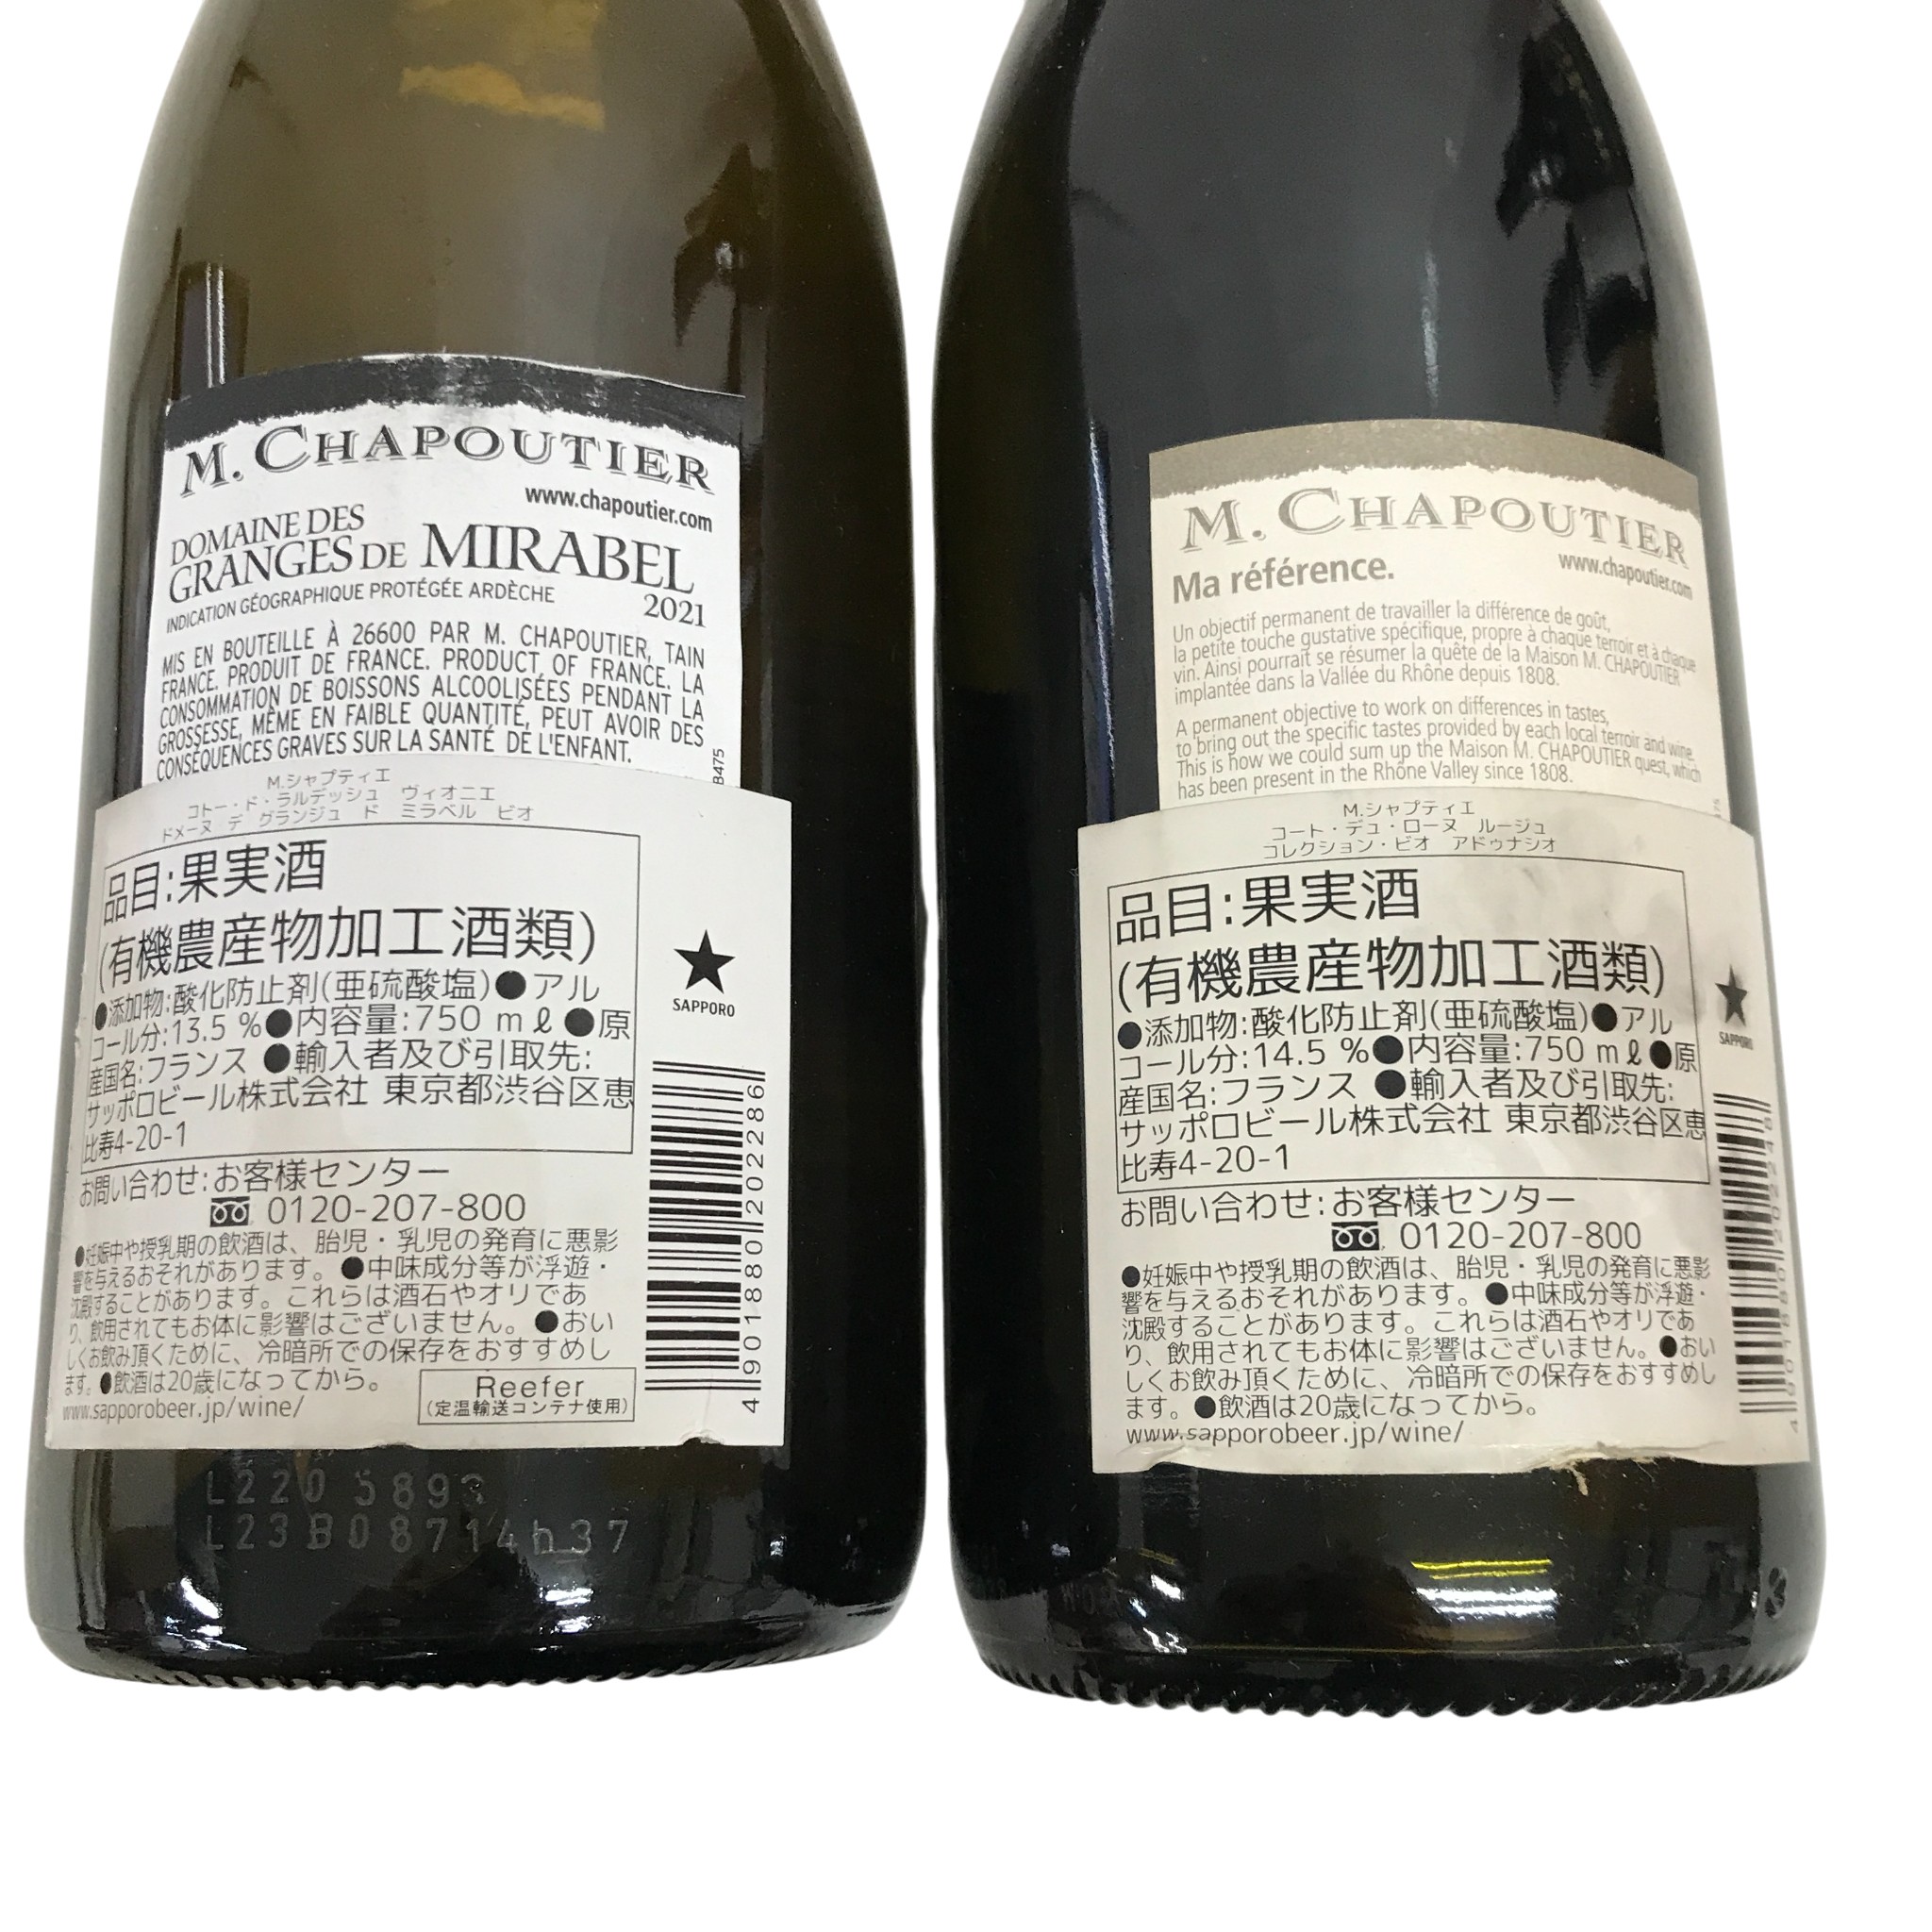 M. CHAPOUTIER
www.chapoutier.com
DOMAINE DES
GRANGES DE MIRABEL
INDICATION GÉOGRAPHIQUE PROTÉGÉE ARDÈCHE
2021
MIS EN BOUTEILLE À 26600 PAR M. CHAPOUTIER, TAIN
FRANCE. PRODUIT DE FRANCE. PRODUCT OF FRANCE. LA
CONSOMMATION DE BOISSONS ALCOOLISÉES PENDANT LA
GROSSESSE, MÊME EN FAIBLE QUANTITÉ, PEUT AVOIR DES
CONSÉQUENCES GRAVES SUR LA SANTÉ DE L'ENFANT.
B475
M.シャプティエ
コトー・ド・ラルデッシュ ヴィオニエ
ドメーヌ デ グランジュ ド ミラベル ビオ
品目:果実酒
(有機農産物加工酒類)
●添加物:酸化防止剤(亜硫酸塩)●アル
コール分:13.5 %●内容量:750 mℓ●原
産国名:フランス ●輸入者及び引取先:
サッポロビール株式会社 東京都渋谷区恵
比寿4-20-1
お問い合わせ:お客様センター
0120-207-800
●妊娠中や授乳期の飲酒は、胎児・乳児の発育に悪影
響を与えるおそれがあります。●中味成分等が浮遊・
沈殿することがあります。これらは酒石やオリであ
り、飲用されてもお体に影響はございません。●おい
しくお飲み頂くために、冷暗所での保存をおすすめし
ます。●飲酒は20歳になってから。
www.sapporobeer.jp/wine/
Reefer
(定温輸送コンテナ使用)
SAPPORO
4 901880 202286
L220 589
L23B08714h37
M. CHAPOUTIER
www.chapoutier.com
Ma référence.
Un objectif permanent de travailler la différence de goût,
la petite touche gustative spécifique, propre à chaque terroir et à chaque
vin. Ainsi pourrait se résumer la quête de la Maison M. CHAPOUTIER
implantée dans la Vallée du Rhône depuis 1808.
A permanent objective to work on differences in tastes,
to bring out the specific tastes provided by each local terroir and wine.
This is how we could sum up the Maison M. CHAPOUTIER quest, which
has been present in the Rhône Valley since 1808.
M.シャプティエ
コート・デュ・ローヌ ルージュ
コレクション・ビオ アドゥナシオ
品目:果実酒
(有機農産物加工酒類)
●添加物:酸化防止剤(亜硫酸塩)●アル
コール分:14.5 %●内容量:750 mℓ●原
産国名:フランス ●輸入者及び引取先:
サッポロビール株式会社 東京都渋谷区恵
比寿4-20-1
お問い合わせ:お客様センター
0120-207-800
●妊娠中や授乳期の飲酒は、胎児・乳児の発育に悪影
響を与えるおそれがあります。●中味成分等が浮遊・
沈殿することがあります。これらは酒石やオリであ
り、飲用されてもお体に影響はございません。●おい
しくお飲み頂くために、冷暗所での保存をおすすめし
ます。●飲酒は20歳になってから。
www.sapporobeer.jp/wine/
SAPPORO